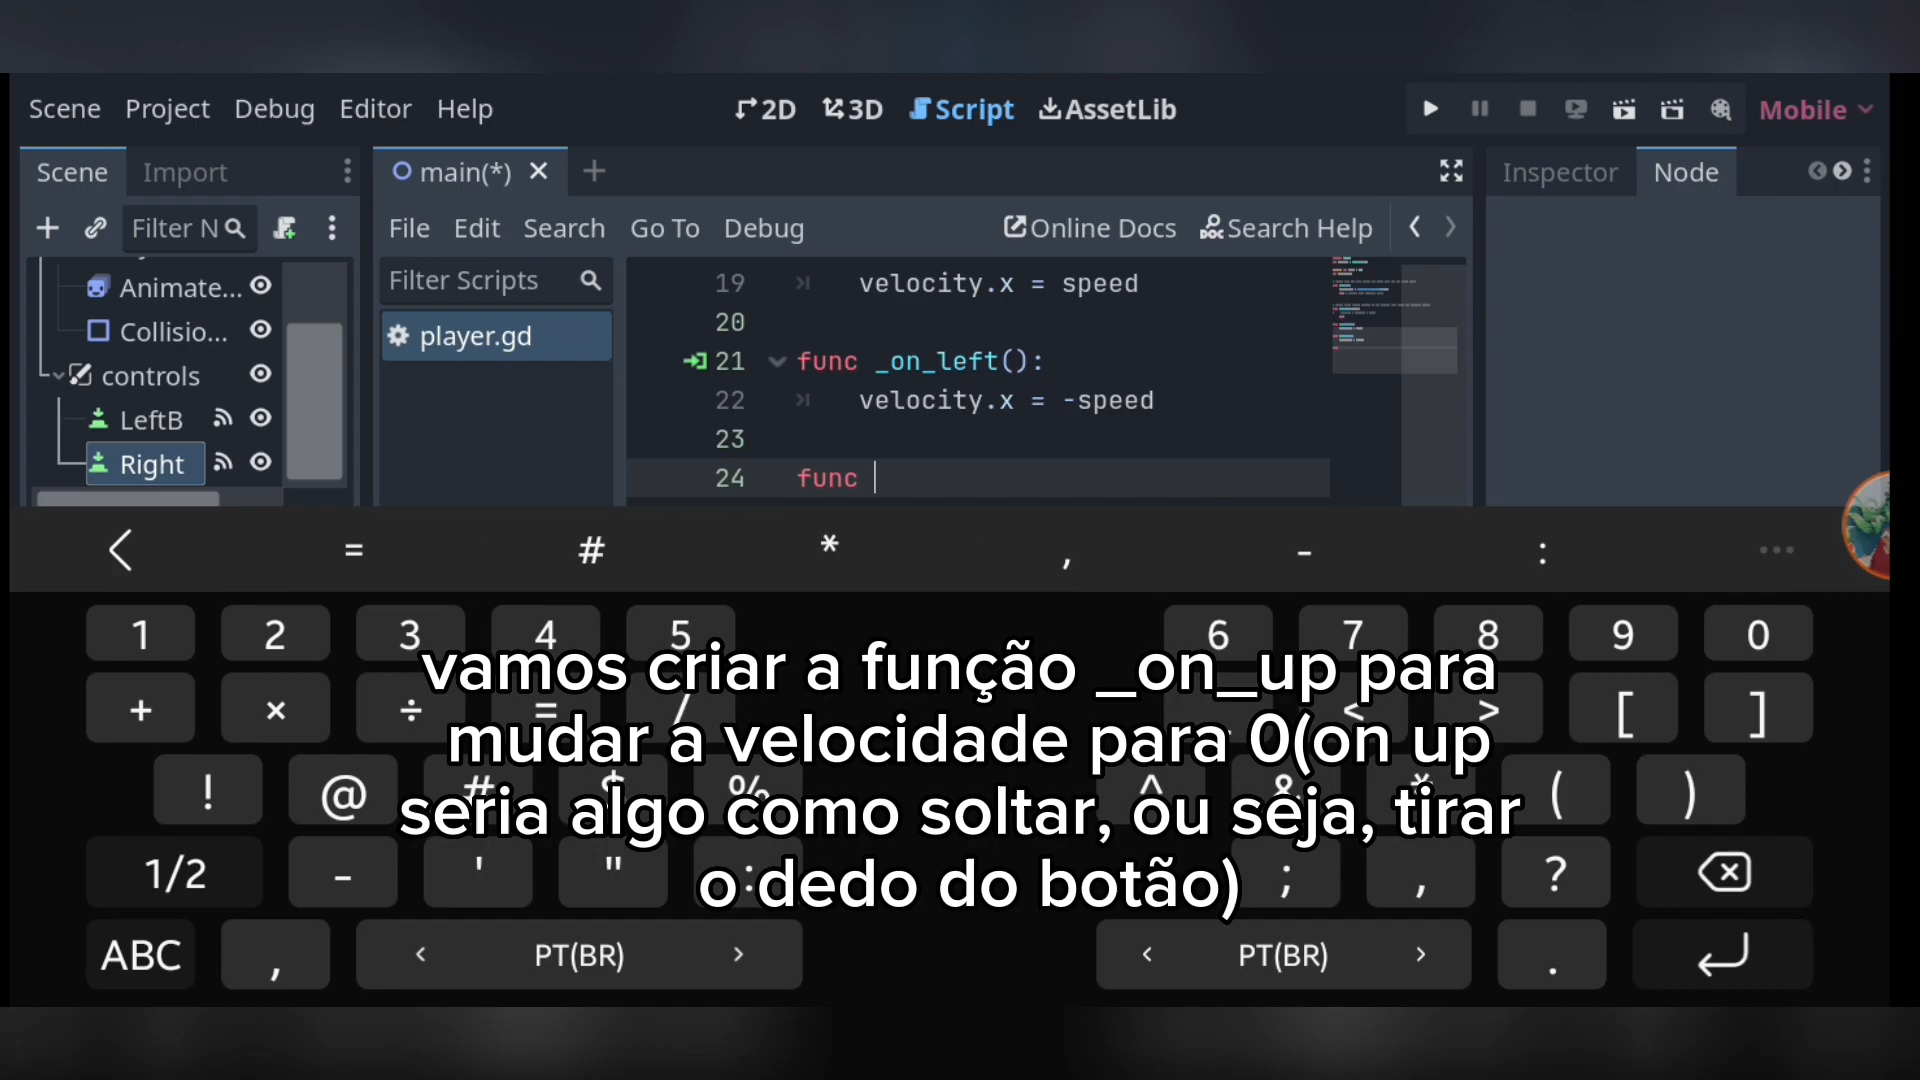 Scene Project Debug Editor Help 2D 3D Script AssetLib Mobile
Scene Import main(*) Inspector Node
Filter N File Edit Search Go To Debug Online Docs Search Help
Filter Scripts
player.gd
Animate...
Collisio...
controls
LeftB
Right
19 velocity.x = speed
20
21 func _on_left():
22 velocity.x = -speed
23
24 func
= # * , - : ...
1 2 3 4 5 6 7 8 9 0
+ × ÷ = / < > [ ]
! @ # $ % ^ & * ( )
1/2 - ' " : ; , ?
ABC , < PT(BR) > < PT(BR) > .
vamos criar a função _on_up para
mudar a velocidade para 0(on up
seria algo como soltar, ou seja, tirar
o dedo do botão)